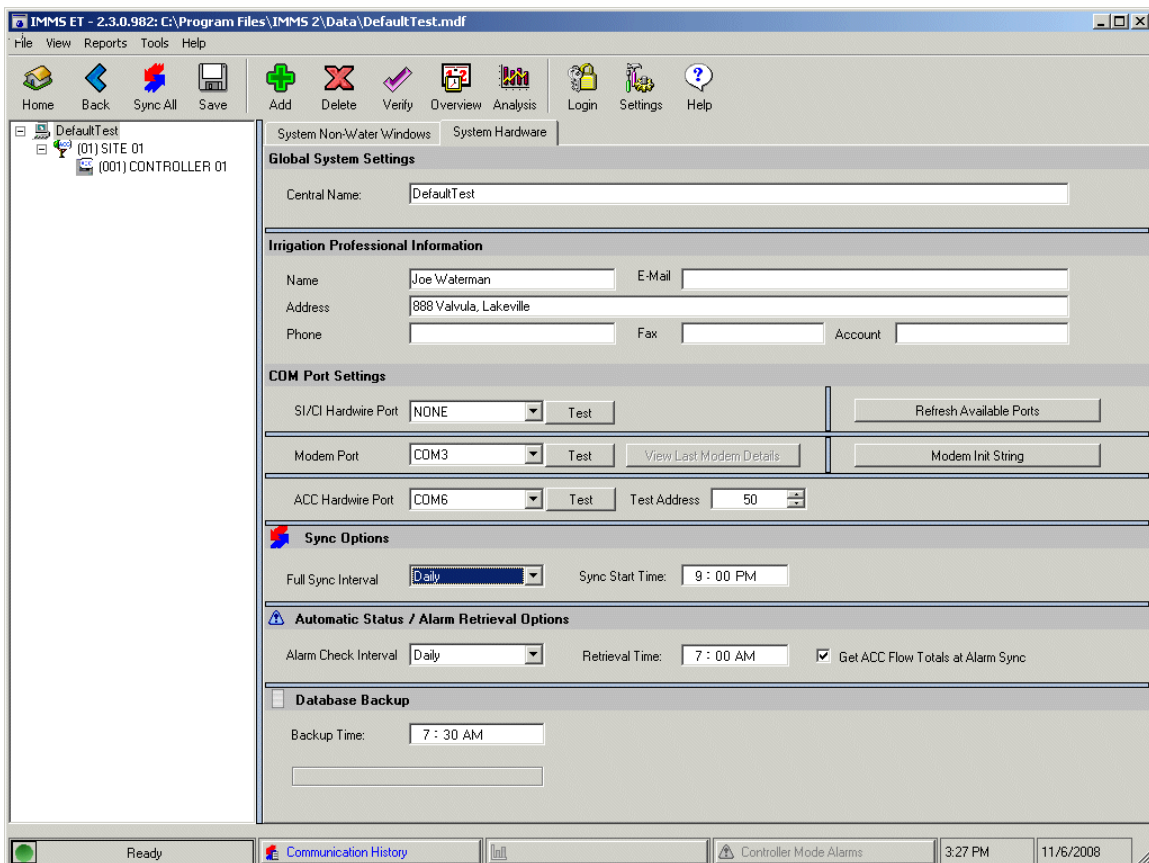 IMMS ET - 2.3.0.982: C:\Program Files\IMMS 2\Data\DefaultTest.mdf
File View Reports Tools Help
Home Back Sync All Save Add Delete Verify Overview Analysis Login Settings Help
DefaultTest
(01) SITE 01
(001) CONTROLLER 01
System Non-Water Windows System Hardware
Global System Settings
Central Name: DefaultTest
Irrigation Professional Information
Name Joe Waterman E-Mail
Address 888 Valvula, Lakeville
Phone Fax Account
COM Port Settings
SI/CI Hardwire Port NONE Test Refresh Available Ports
Modem Port COM3 Test View Last Modem Details Modem Init String
ACC Hardwire Port COM6 Test Test Address 50
Sync Options
Full Sync Interval Daily Sync Start Time: 9 : 00 PM
Automatic Status / Alarm Retrieval Options
Alarm Check Interval Daily Retrieval Time: 7 : 00 AM Get ACC Flow Totals at Alarm Sync
Database Backup
Backup Time: 7 : 30 AM
Ready Communication History Controller Mode Alarms 3:27 PM 11/6/2008